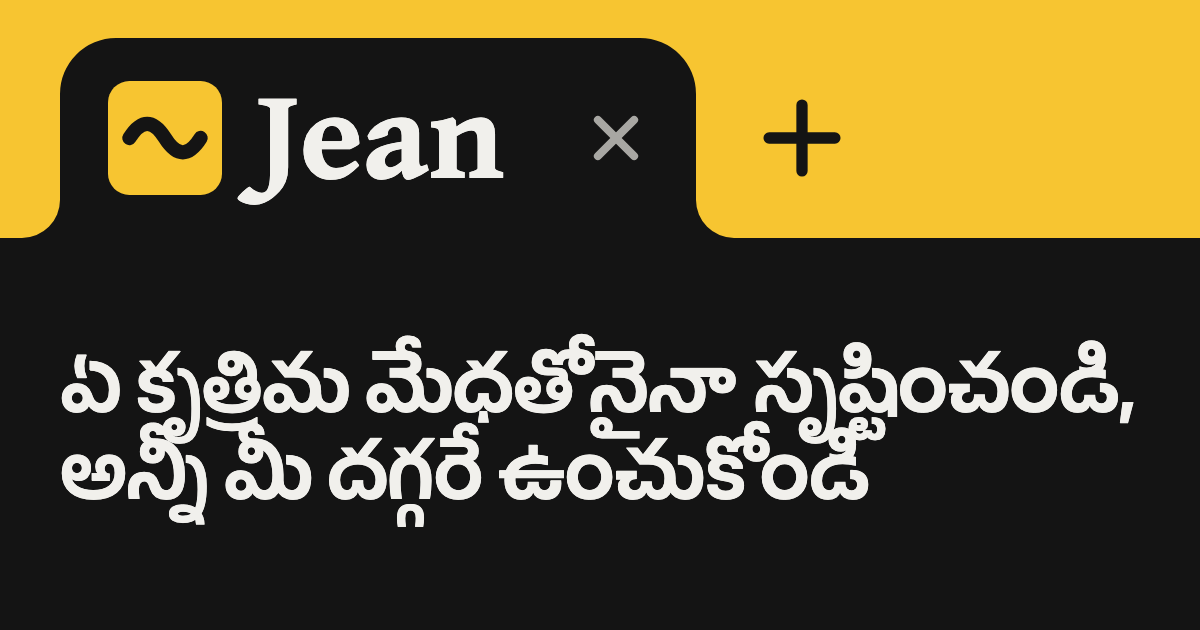 Jean
ఏ కృత్రిమ మేధతోనైనా సృష్టించండి,
అన్నీ మీ దగ్గరే ఉంచుకోండి